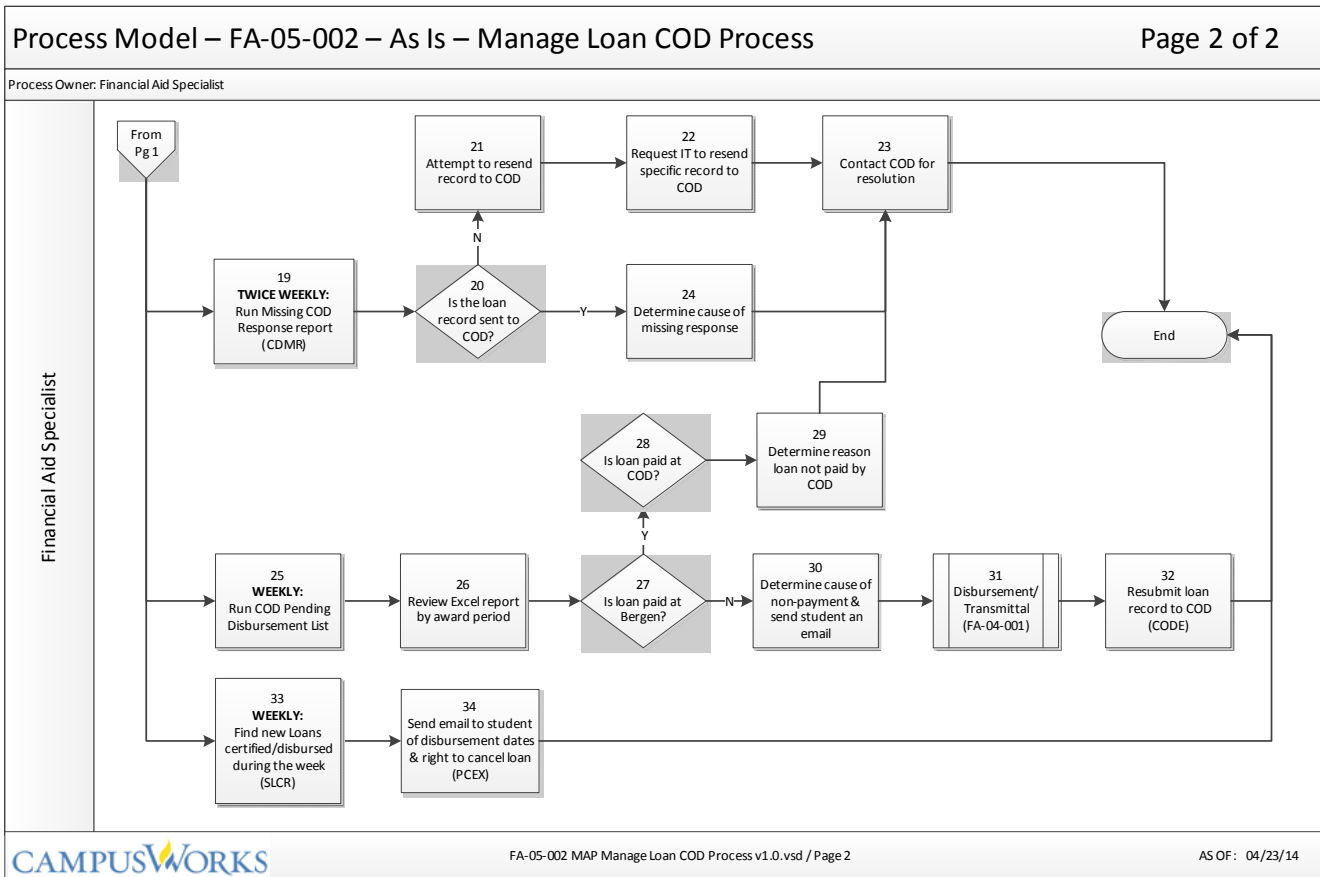 Process Model – FA-05-002 – As Is – Manage Loan COD Process
Page 2 of 2
Process Owner: Financial Aid Specialist
Financial Aid Specialist
From
Pg 1
21
Attempt to resend
record to COD
22
Request IT to resend
specific record to
COD
23
Contact COD for
resolution
N
19
TWICE WEEKLY:
Run Missing COD
Response report
(CDMR)
20
Is the loan
record sent to
COD?
Y
24
Determine cause of
missing response
End
28
Is loan paid at
COD?
29
Determine reason
loan not paid by
COD
Y
25
WEEKLY:
Run COD Pending
Disbursement List
26
Review Excel report
by award period
27
Is loan paid at
Bergen?
N
30
Determine cause of
non-payment &
send student an
email
31
Disbursement/
Transmittal
(FA-04-001)
32
Resubmit loan
record to COD
(CODE)
33
WEEKLY:
Find new Loans
certified/disbursed
during the week
(SLCR)
34
Send email to student
of disbursement dates
& right to cancel loan
(PCEX)
CAMPUSWORKS
FA-05-002 MAP Manage Loan COD Process v1.0.vsd / Page 2
AS OF: 04/23/14